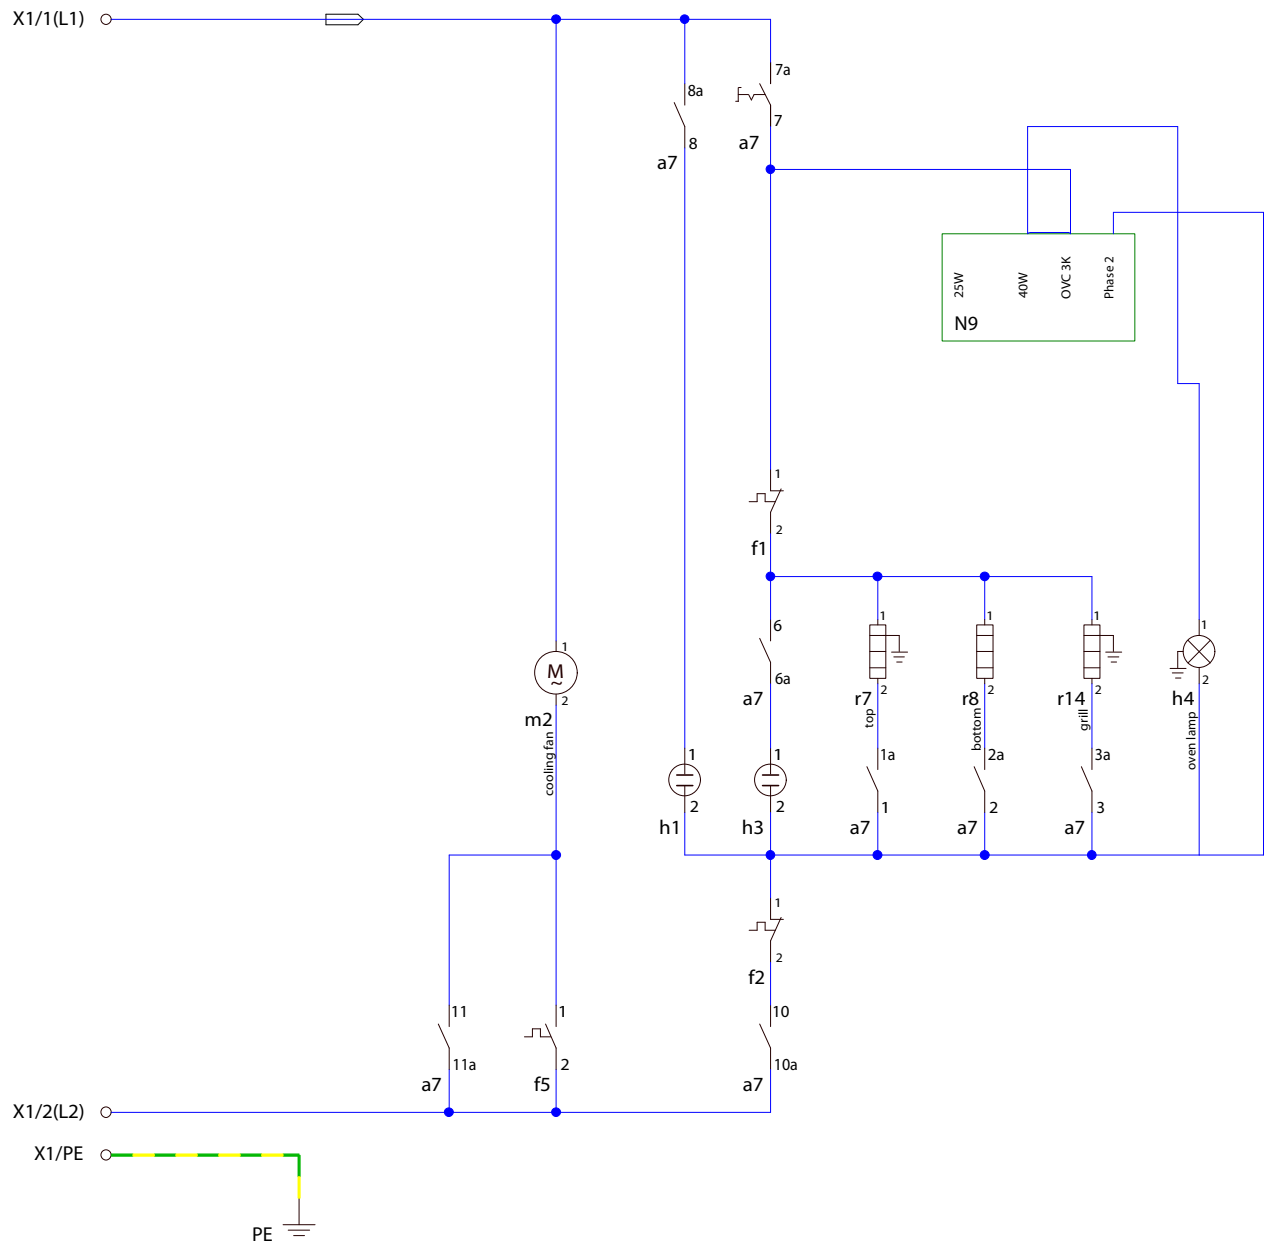 X1/1(L1)
7a
8a
7
8
a7
a7
25W
40W
OVC 3K
Phase 2
N9
1
2
f1
6
6a
a7
1
2
r7
top
1
2
r8
bottom
1
2
r14
grill
1
2
h4
oven lamp
1
M
~
2
m2
cooling fan
1
2
h1
1
2
h3
1a
1
a7
2a
2
a7
3a
3
a7
1
2
f2
11
11a
a7
1
2
f5
10
10a
a7
X1/2(L2)
X1/PE
PE